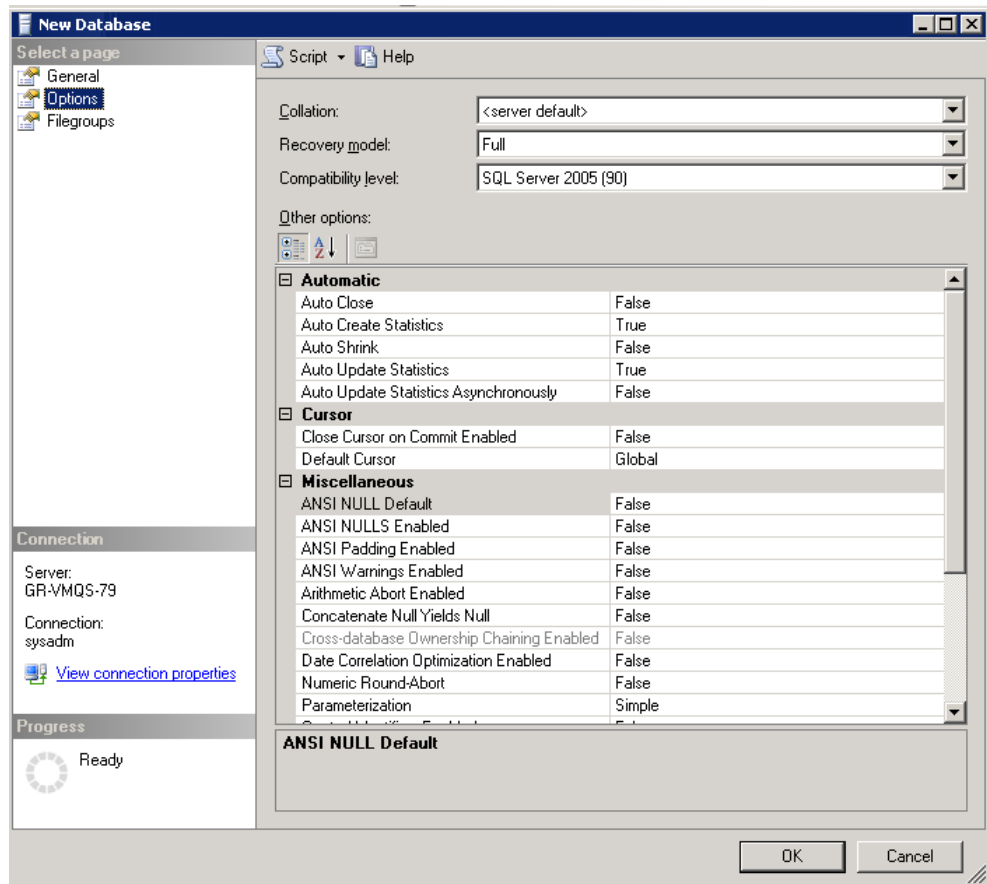 New Database
Select a page
General
Options
Filegroups
Script Help
Collation: <server default>
Recovery model: Full
Compatibility level: SQL Server 2005 (90)
Other options:
Automatic
Auto Close False
Auto Create Statistics True
Auto Shrink False
Auto Update Statistics True
Auto Update Statistics Asynchronously False
Cursor
Close Cursor on Commit Enabled False
Default Cursor Global
Miscellaneous
ANSI NULL Default False
ANSI NULLS Enabled False
ANSI Padding Enabled False
ANSI Warnings Enabled False
Arithmetic Abort Enabled False
Concatenate Null Yields Null False
Cross-database Ownership Chaining Enabled False
Date Correlation Optimization Enabled False
Numeric Round-Abort False
Parameterization Simple
ANSI NULL Default
Connection
Server:
GR-VMQS-79
Connection:
sysadm
View connection properties
Progress
Ready
OK Cancel